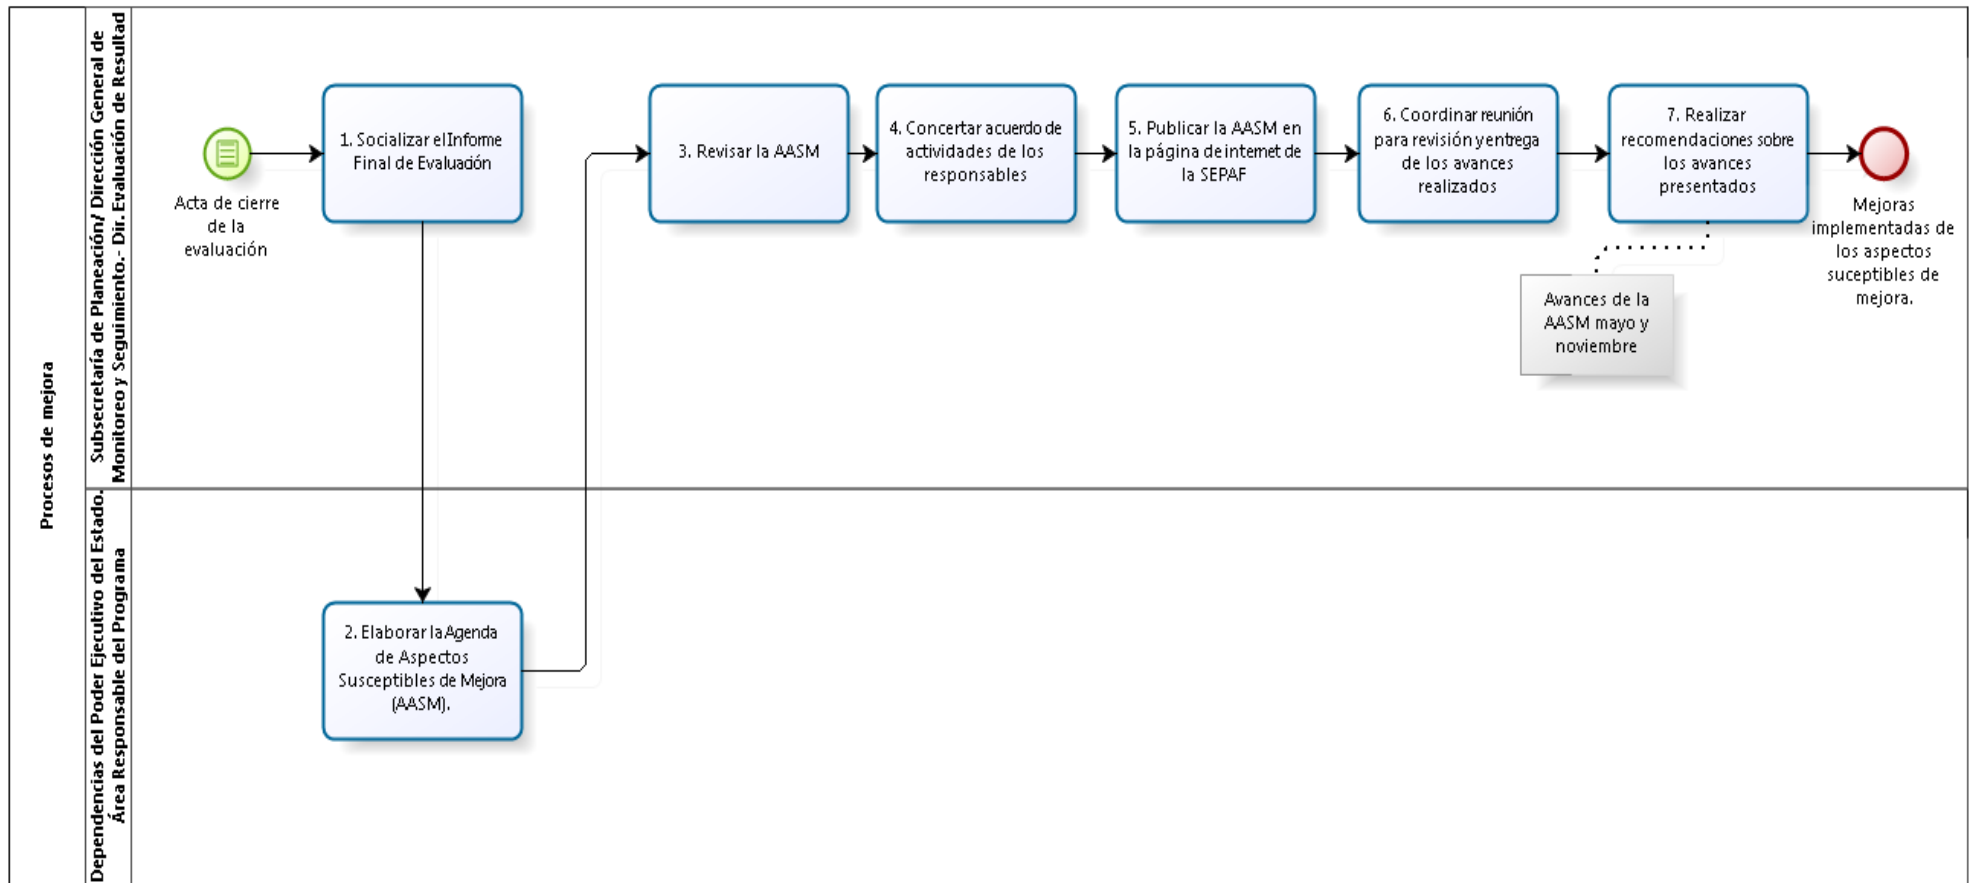 Procesos de mejora
Subsecretaría de Planeación/ Dirección General de
Monitoreo y Seguimiento.- Dir. Evaluación de Resultad
Acta de cierre
de la
evaluación
1. Socializar el Informe
Final de Evaluación
3. Revisar la AASM
4. Concertar acuerdo de
actividades de los
responsables
5. Publicar la AASM en
la página de internet de
la SEPAF
6. Coordinar reunión
para revisión y entrega
de los avances
realizados
7. Realizar
recomendaciones sobre
los avances
presentados
Mejoras
implementadas de
los aspectos
suceptibles de
mejora.
Avances de la
AASM mayo y
noviembre
Dependencias del Poder Ejecutivo del Estado.
Área Responsable del Programa
2. Elaborar la Agenda
de Aspectos
Susceptibles de Mejora
(AASM).